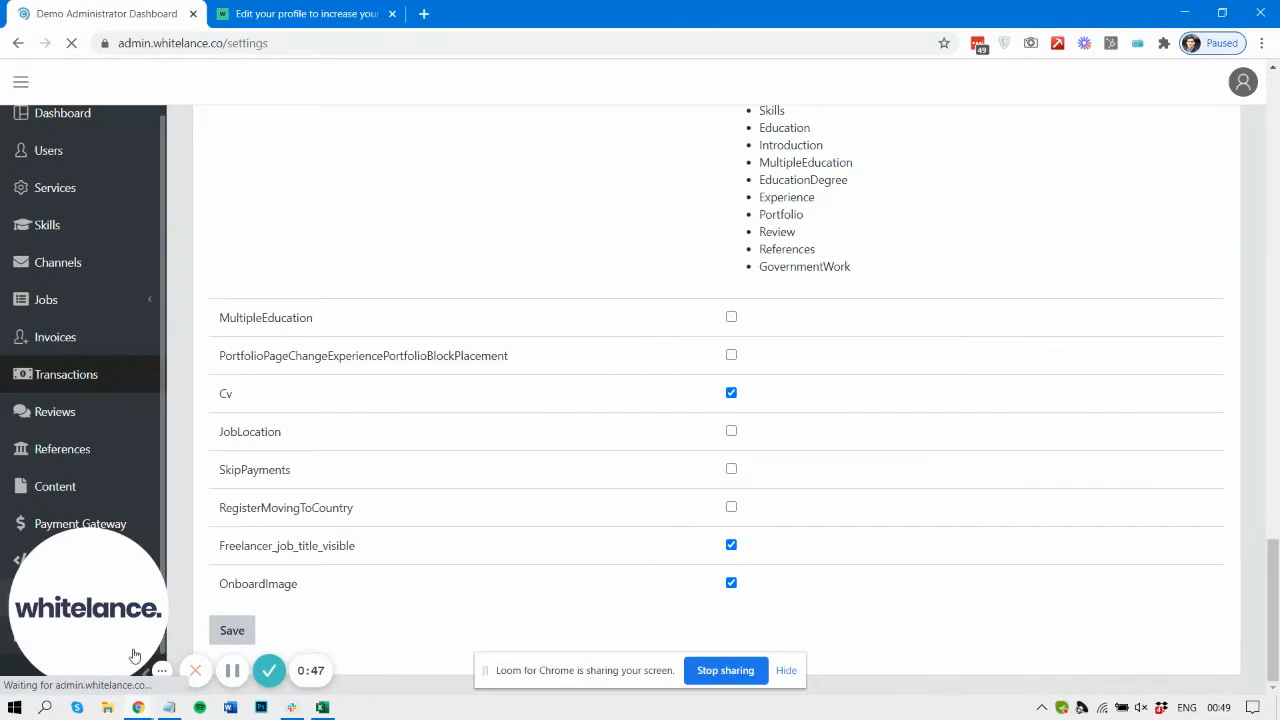 Demo Administrator Dashboard
Edit your profile to increase your
admin.whitelance.co/settings
49
Paused
Dashboard
Users
Services
Skills
Channels
Jobs
Invoices
Transactions
Reviews
References
Content
Payment Gateway
whitelance.
Skills
Education
Introduction
MultipleEducation
EducationDegree
Experience
Portfolio
Review
References
GovernmentWork
MultipleEducation
PortfolioPageChangeExperiencePortfolioBlockPlacement
Cv
JobLocation
SkipPayments
RegisterMovingToCountry
Freelancer_job_title_visible
OnboardImage
Save
0:47
Loom for Chrome is sharing your screen.
Stop sharing
Hide
Waiting for admin.whitelance.co...
ENG
00:49